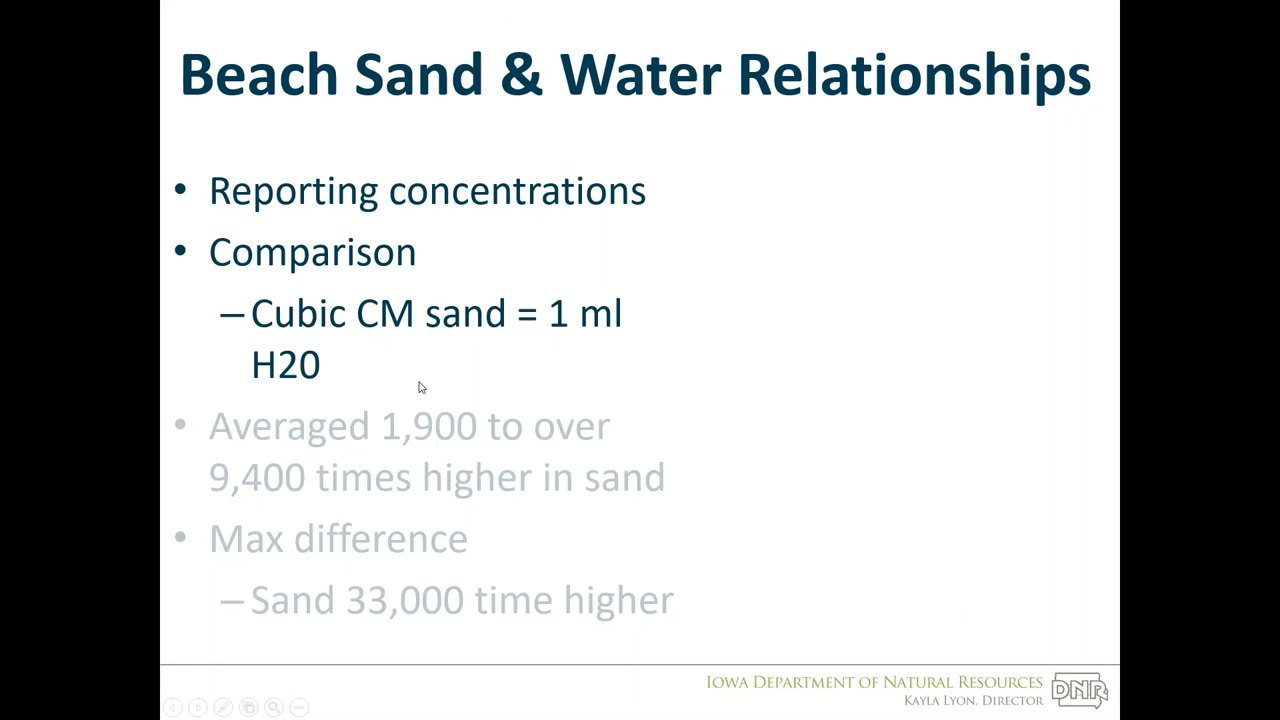 Beach Sand & Water Relationships
• Reporting concentrations
• Comparison
– Cubic CM sand = 1 ml
H20
• Averaged 1,900 to over
9,400 times higher in sand
• Max difference
– Sand 33,000 time higher
IOWA DEPARTMENT OF NATURAL RESOURCES
KAYLA LYON, DIRECTOR
DNR